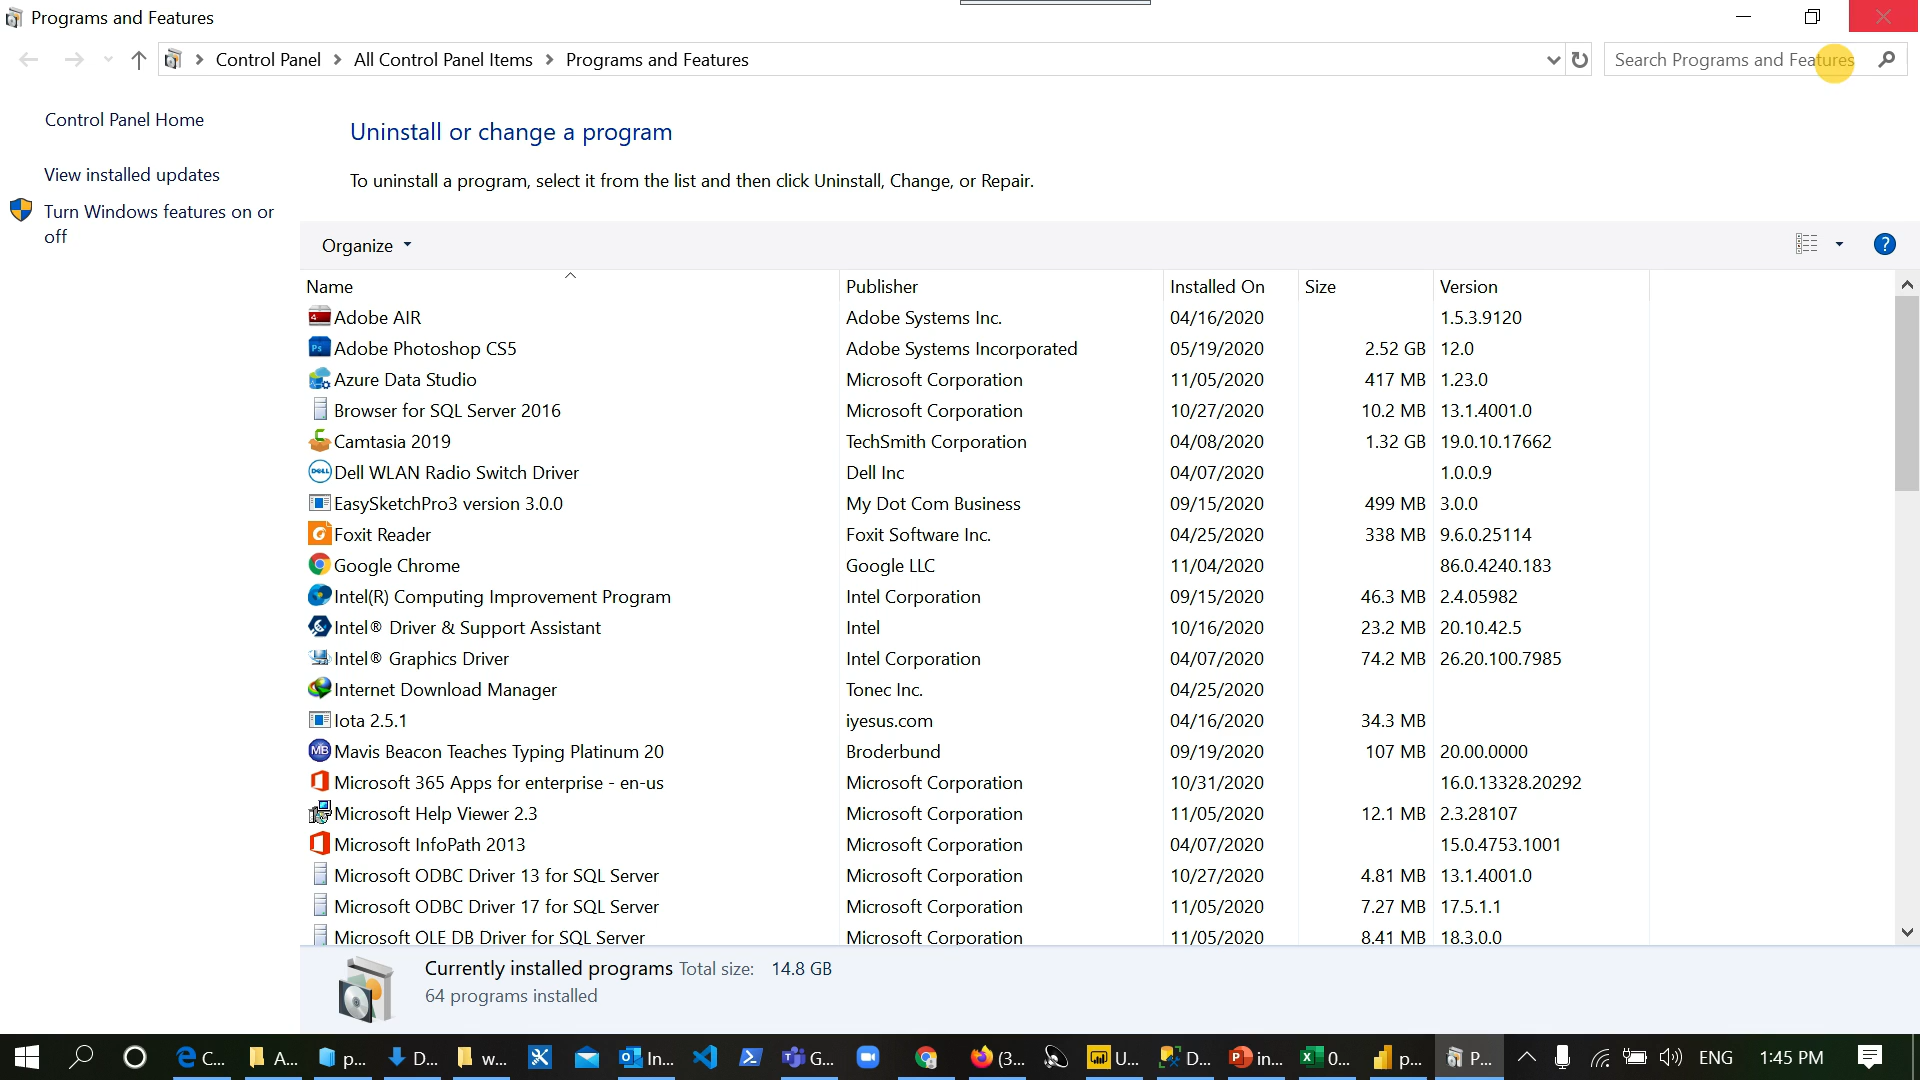 Programs and Features
Control Panel > All Control Panel Items > Programs and Features
Search Programs and Features
Control Panel Home
View installed updates
Turn Windows features on or
off
Uninstall or change a program
To uninstall a program, select it from the list and then click Uninstall, Change, or Repair.
Organize
Name Publisher Installed On Size Version
Adobe AIR Adobe Systems Inc. 04/16/2020 1.5.3.9120
Adobe Photoshop CS5 Adobe Systems Incorporated 05/19/2020 2.52 GB 12.0
Azure Data Studio Microsoft Corporation 11/05/2020 417 MB 1.23.0
Browser for SQL Server 2016 Microsoft Corporation 10/27/2020 10.2 MB 13.1.4001.0
Camtasia 2019 TechSmith Corporation 04/08/2020 1.32 GB 19.0.10.17662
Dell WLAN Radio Switch Driver Dell Inc 04/07/2020 1.0.0.9
EasySketchPro3 version 3.0.0 My Dot Com Business 09/15/2020 499 MB 3.0.0
Foxit Reader Foxit Software Inc. 04/25/2020 338 MB 9.6.0.25114
Google Chrome Google LLC 11/04/2020 86.0.4240.183
Intel(R) Computing Improvement Program Intel Corporation 09/15/2020 46.3 MB 2.4.05982
Intel® Driver & Support Assistant Intel 10/16/2020 23.2 MB 20.10.42.5
Intel® Graphics Driver Intel Corporation 04/07/2020 74.2 MB 26.20.100.7985
Internet Download Manager Tonec Inc. 04/25/2020
Iota 2.5.1 iyesus.com 04/16/2020 34.3 MB
Mavis Beacon Teaches Typing Platinum 20 Broderbund 09/19/2020 107 MB 20.00.0000
Microsoft 365 Apps for enterprise - en-us Microsoft Corporation 10/31/2020 16.0.13328.20292
Microsoft Help Viewer 2.3 Microsoft Corporation 11/05/2020 12.1 MB 2.3.28107
Microsoft InfoPath 2013 Microsoft Corporation 04/07/2020 15.0.4753.1001
Microsoft ODBC Driver 13 for SQL Server Microsoft Corporation 10/27/2020 4.81 MB 13.1.4001.0
Microsoft ODBC Driver 17 for SQL Server Microsoft Corporation 11/05/2020 7.27 MB 17.5.1.1
Microsoft OLE DB Driver for SQL Server Microsoft Corporation 11/05/2020 8.41 MB 18.3.0.0
Currently installed programs Total size: 14.8 GB
64 programs installed
C... A... p... D... w... In... G... (3... U... D... in... 0... p... P... ENG 1:45 PM